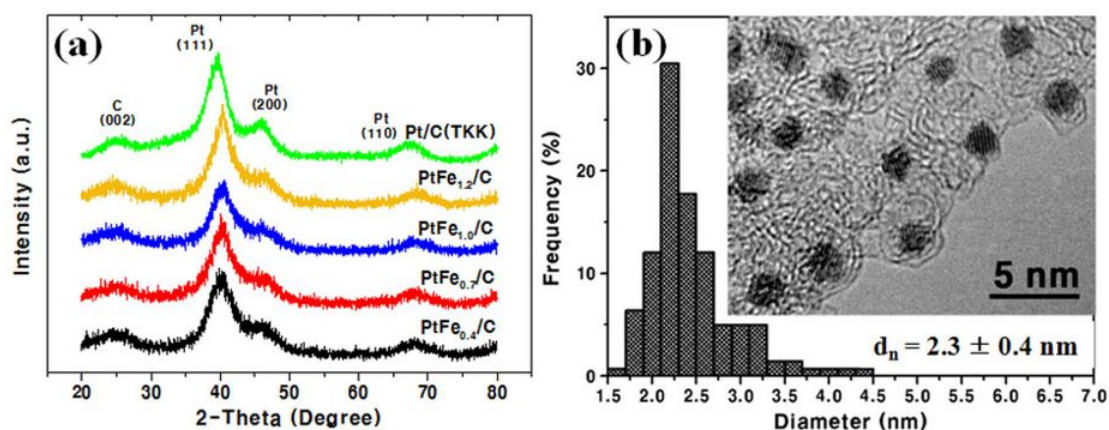 (a)
Pt
(111)
C
(002)
Pt
(200)
Pt
(110)
Pt/C(TKK)
PtFe1.2/C
PtFe1.0/C
PtFe0.7/C
PtFe0.4/C
Intensity (a.u.)
20 30 40 50 60 70 80
2-Theta (Degree)
(b)
30
20
10
0
Frequency (%)
5 nm
dn = 2.3 ± 0.4 nm
1.5 2.0 2.5 3.0 3.5 4.0 4.5 5.0 5.5 6.0 6.5 7.0
Diameter (nm)